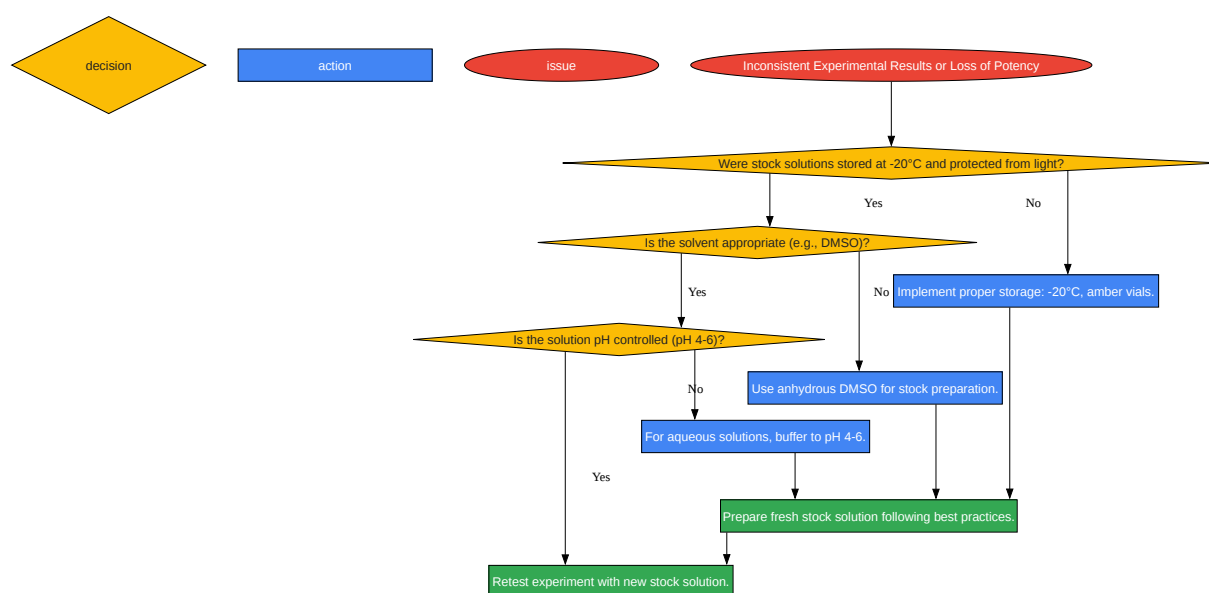 decision
action
issue
Inconsistent Experimental Results or Loss of Potency
Were stock solutions stored at -20°C and protected from light?
Yes
No
Is the solvent appropriate (e.g., DMSO)?
Yes
No
Implement proper storage: -20°C, amber vials.
Is the solution pH controlled (pH 4-6)?
No
Use anhydrous DMSO for stock preparation.
For aqueous solutions, buffer to pH 4-6.
Yes
Prepare fresh stock solution following best practices.
Retest experiment with new stock solution.